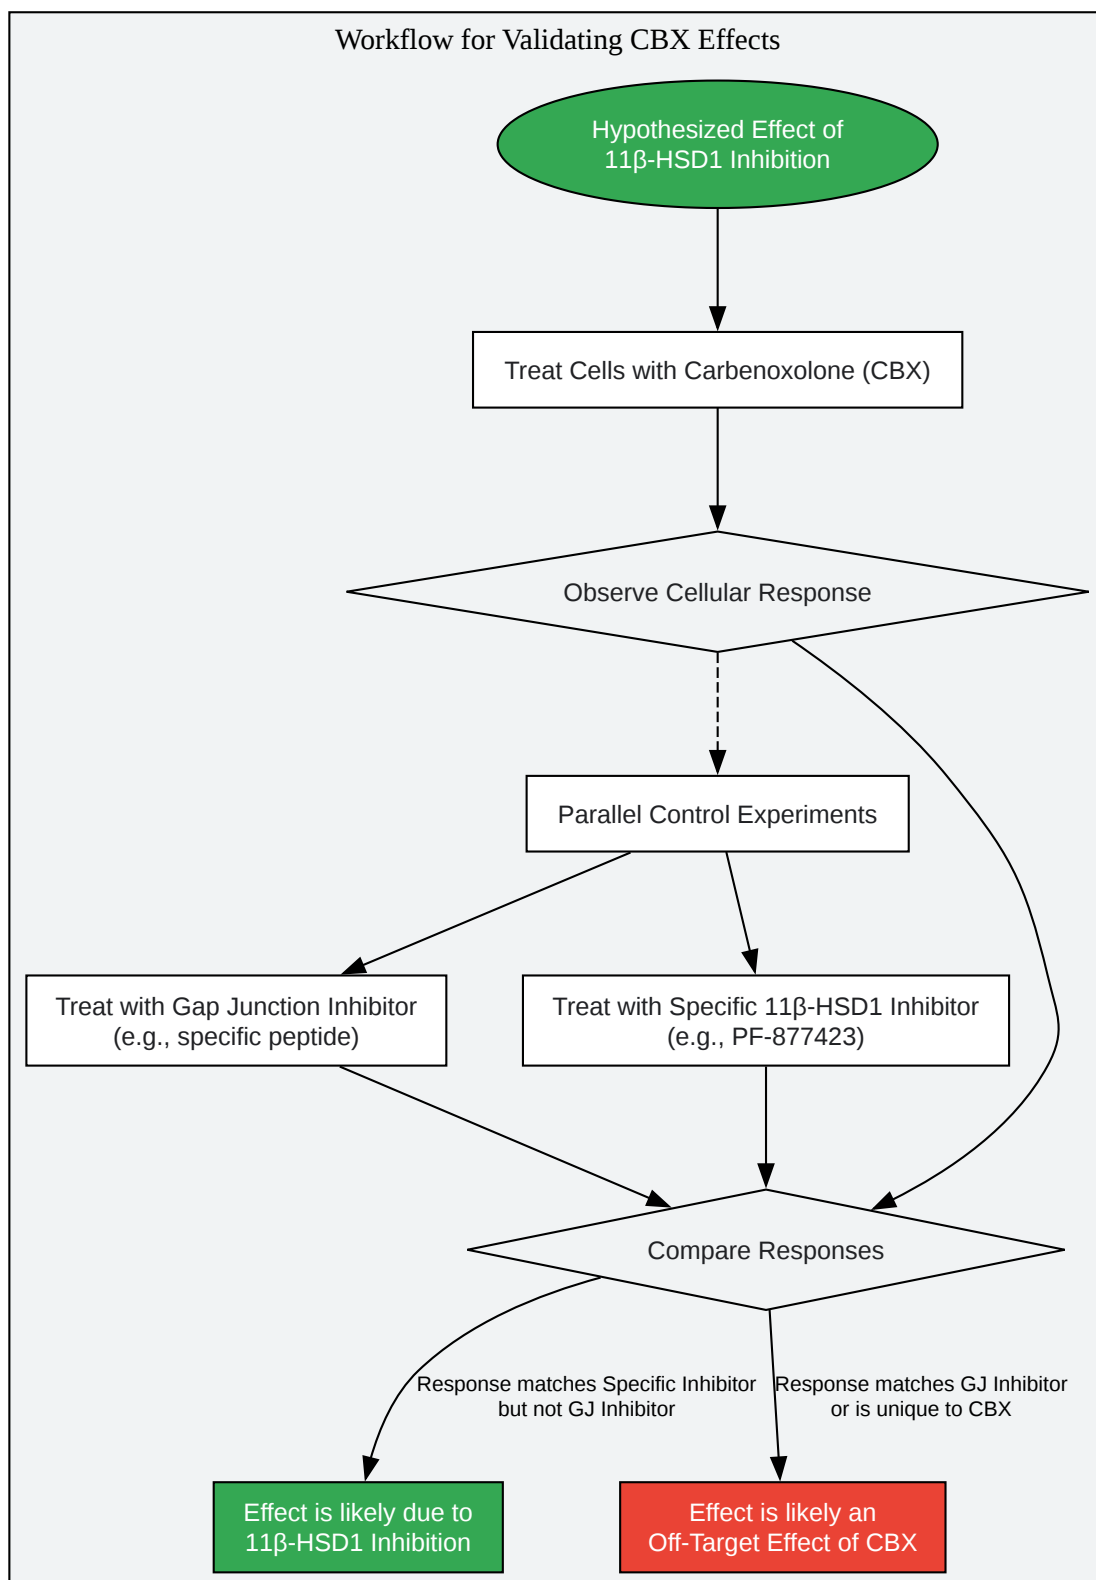 Workflow for Validating CBX Effects
Hypothesized Effect of
11β-HSD1 Inhibition
Treat Cells with Carbenoxolone (CBX)
Observe Cellular Response
Parallel Control Experiments
Treat with Gap Junction Inhibitor
(e.g., specific peptide)
Treat with Specific 11β-HSD1 Inhibitor
(e.g., PF-877423)
Compare Responses
Response matches Specific Inhibitor
but not GJ Inhibitor
Response matches GJ Inhibitor
or is unique to CBX
Effect is likely due to
11β-HSD1 Inhibition
Effect is likely an
Off-Target Effect of CBX